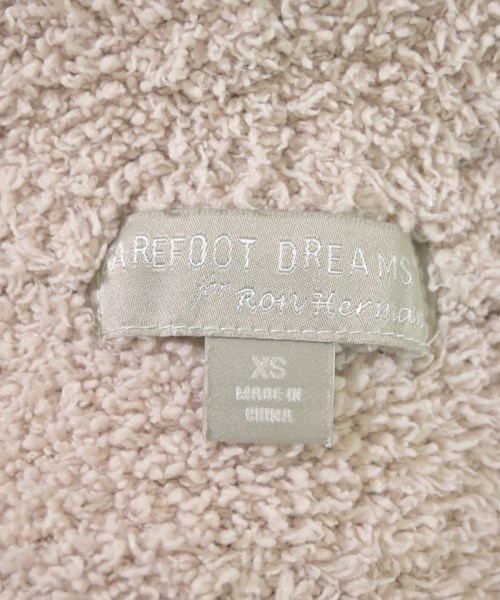 AREFOOT DREAMS
for Ron Herman
XS
MADE IN
CHINA